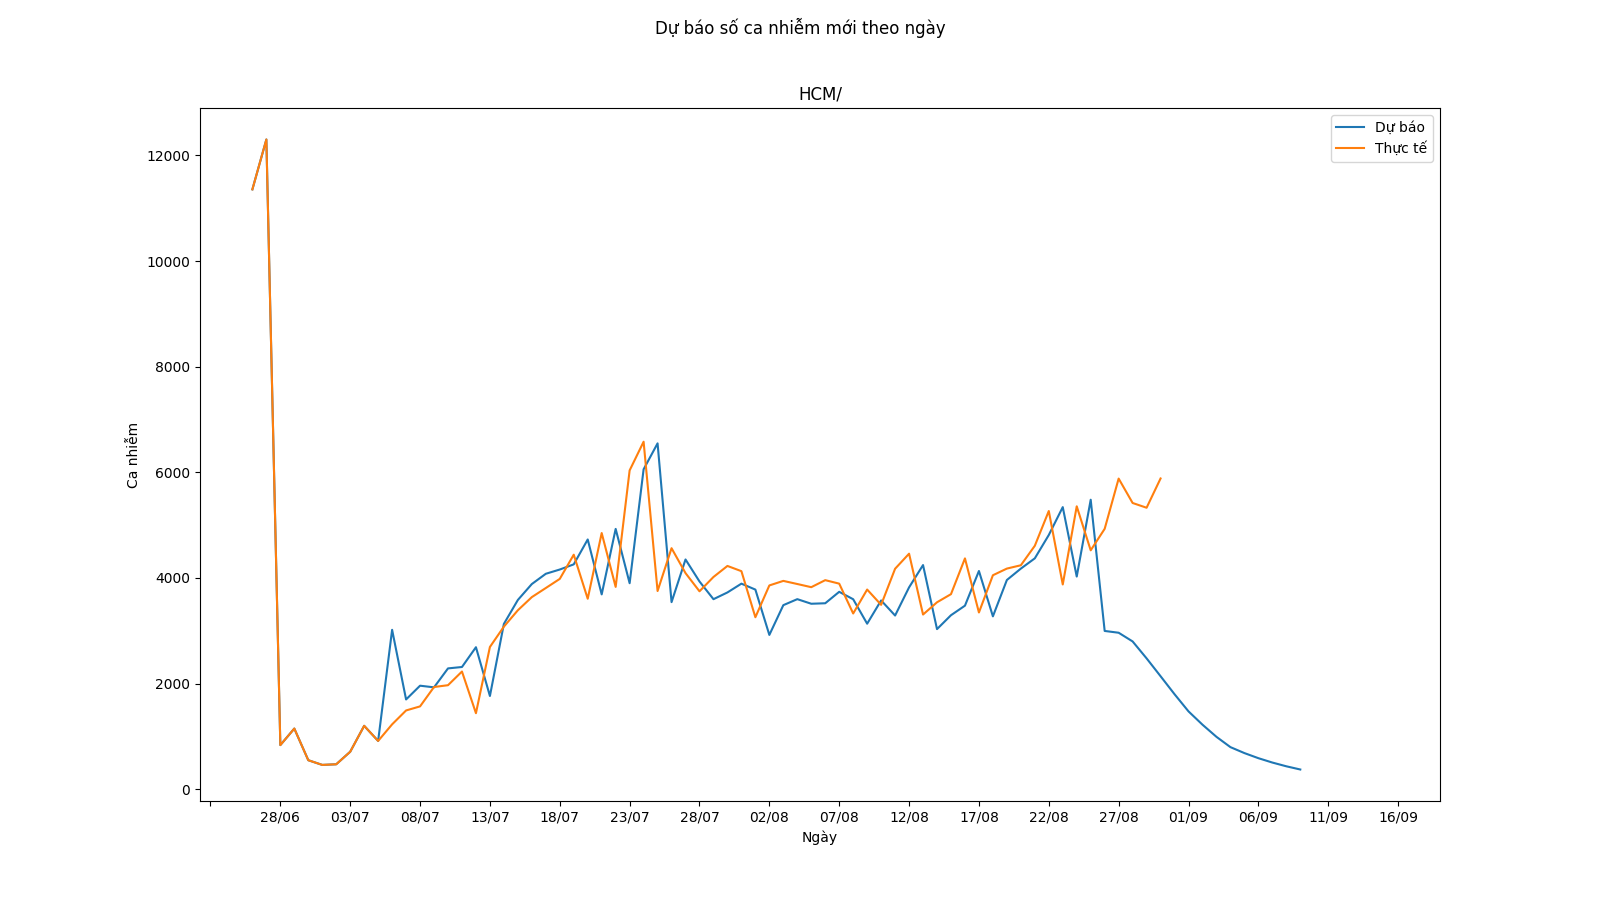 Dự báo số ca nhiễm mới theo ngày
HCM/
Dự báo
Thực tế
12000
10000
8000
6000
4000
2000
0
Ca nhiễm
28/06 03/07 08/07 13/07 18/07 23/07 28/07 02/08 07/08 12/08 17/08 22/08 27/08 01/09 06/09 11/09 16/09
Ngày